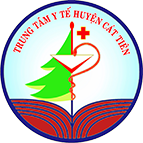 TRUNG TÂM Y TẾ HUYỆN CÁT TIÊN